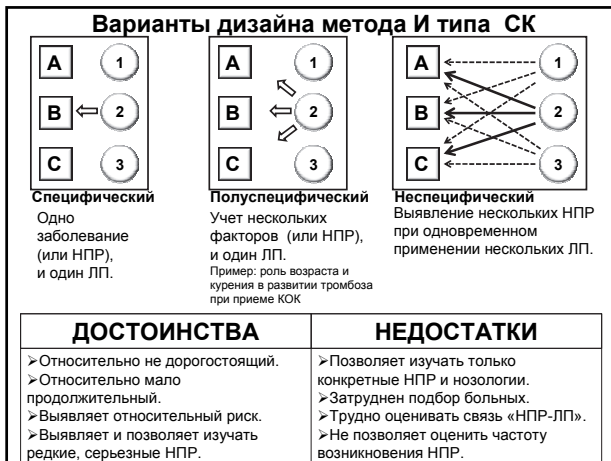 Варианты дизайна метода И типа СК
A 1
B 2
C 3
A 1
B 2
C 3
A 1
B 2
C 3
Специфический
Одно
заболевание
(или НПР),
и один ЛП.
Полуспецифический
Учет нескольких
факторов (или НПР),
и один ЛП.
Пример: роль возраста и
курения в развитии тромбоза
при приеме КОК
Неспецифический
Выявление нескольких НПР
при одновременном
применении нескольких ЛП.
ДОСТОИНСТВА
➢Относительно не дорогостоящий.
➢Относительно мало
продолжительный.
➢Выявляет относительный риск.
➢Выявляет и позволяет изучать
редкие, серьезные НПР.
НЕДОСТАТКИ
➢Позволяет изучать только
конкретные НПР и нозологии.
➢Затруднен подбор больных.
➢Трудно оценивать связь «НПР-ЛП».
➢Не позволяет оценить частоту
возникновения НПР.